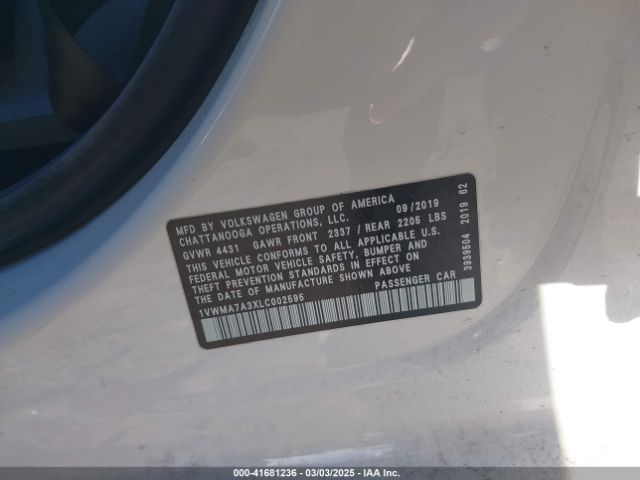 MFD BY VOLKSWAGEN GROUP OF AMERICA
CHATTANOOGA OPERATIONS, LLC. 09/2019
GVWR 4431 GAWR FRONT 2337 / REAR 2205 LBS
THIS VEHICLE CONFORMS TO ALL APPLICABLE U.S.
FEDERAL MOTOR VEHICLE SAFETY, BUMPER AND
THEFT PREVENTION STANDARDS IN EFFECT ON
THE DATE OF MANUFACTURE SHOWN ABOVE
1VWMA7A3XLC002595 PASSENGER CAR
3939504 2019 62
000-41681236 - 03/03/2025 - IAA Inc.